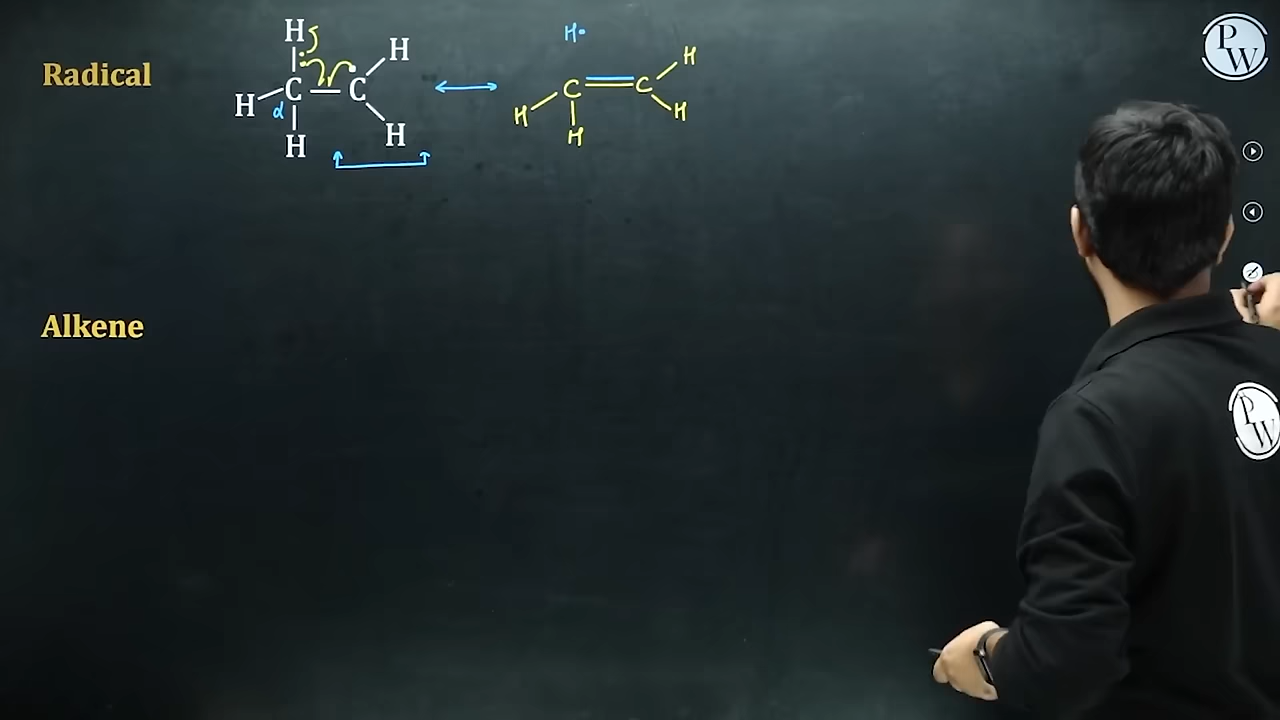 H H H•
Radical C — C ↔ C = C H
H α H H
H H H
Alkene
PW
PW